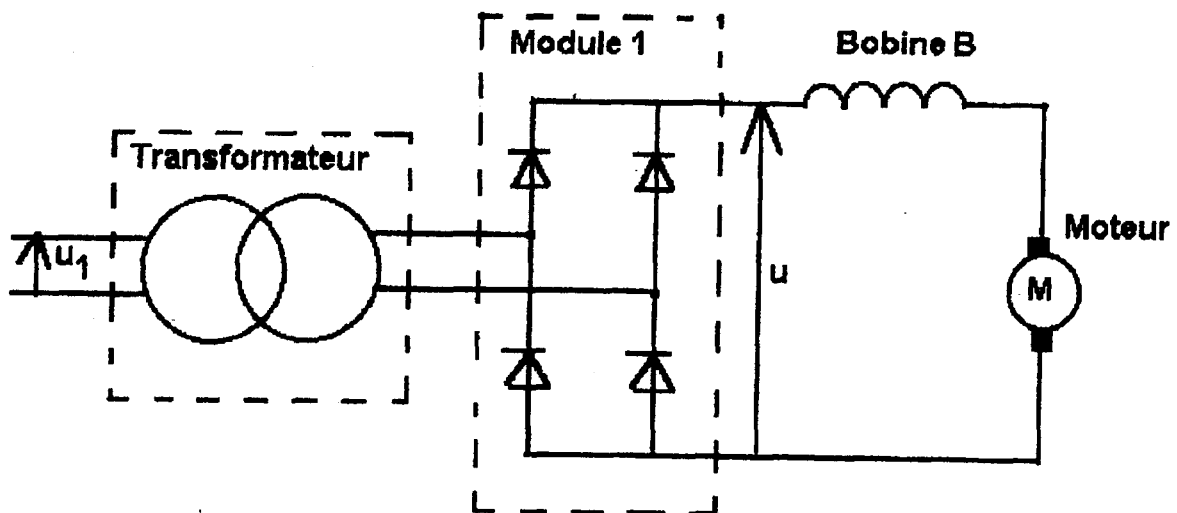 Module 1
Bobine B
Transformateur
Moteur
u₁
u
M